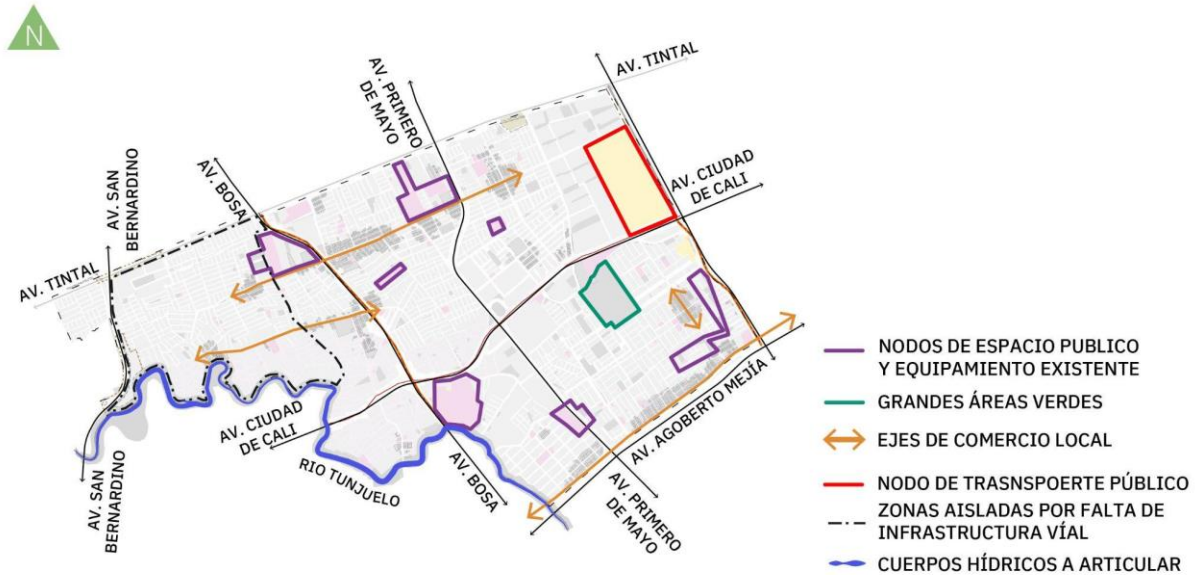 N
AV. TINTAL
AV. PRIMERO
DE MAYO
AV. CIUDAD
DE CALI
AV. BOSA
AV. SAN
BERNARDINO
AV. TINTAL
NODOS DE ESPACIO PUBLICO
Y EQUIPAMIENTO EXISTENTE
GRANDES ÁREAS VERDES
EJES DE COMERCIO LOCAL
NODO DE TRASNSPOERTE PÚBLICO
ZONAS AISLADAS POR FALTA DE
INFRASTRUCTURA VÍAL
CUERPOS HÍDRICOS A ARTICULAR
AV. AGOBERTO MEJÍA
AV. CIUDAD
DE CALI
RIO TUNJUELO
AV. BOSA
AV. PRIMERO
DE MAYO
AV. SAN
BERNARDINO